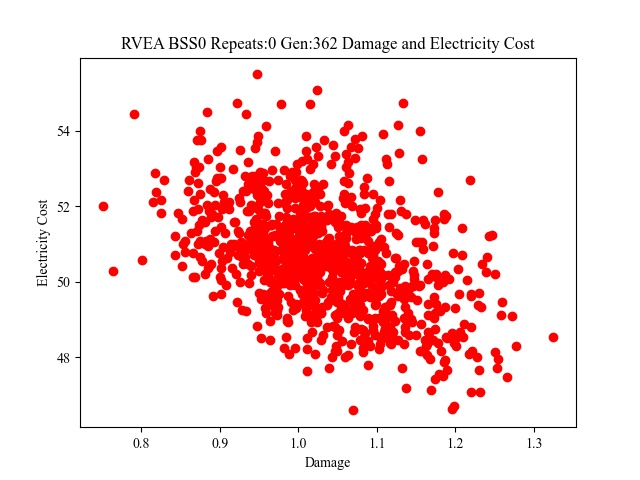 RVEA BSS0 Repeats:0 Gen:362 Damage and Electricity Cost
54
52
50
48
Electricity Cost
0.8 0.9 1.0 1.1 1.2 1.3
Damage